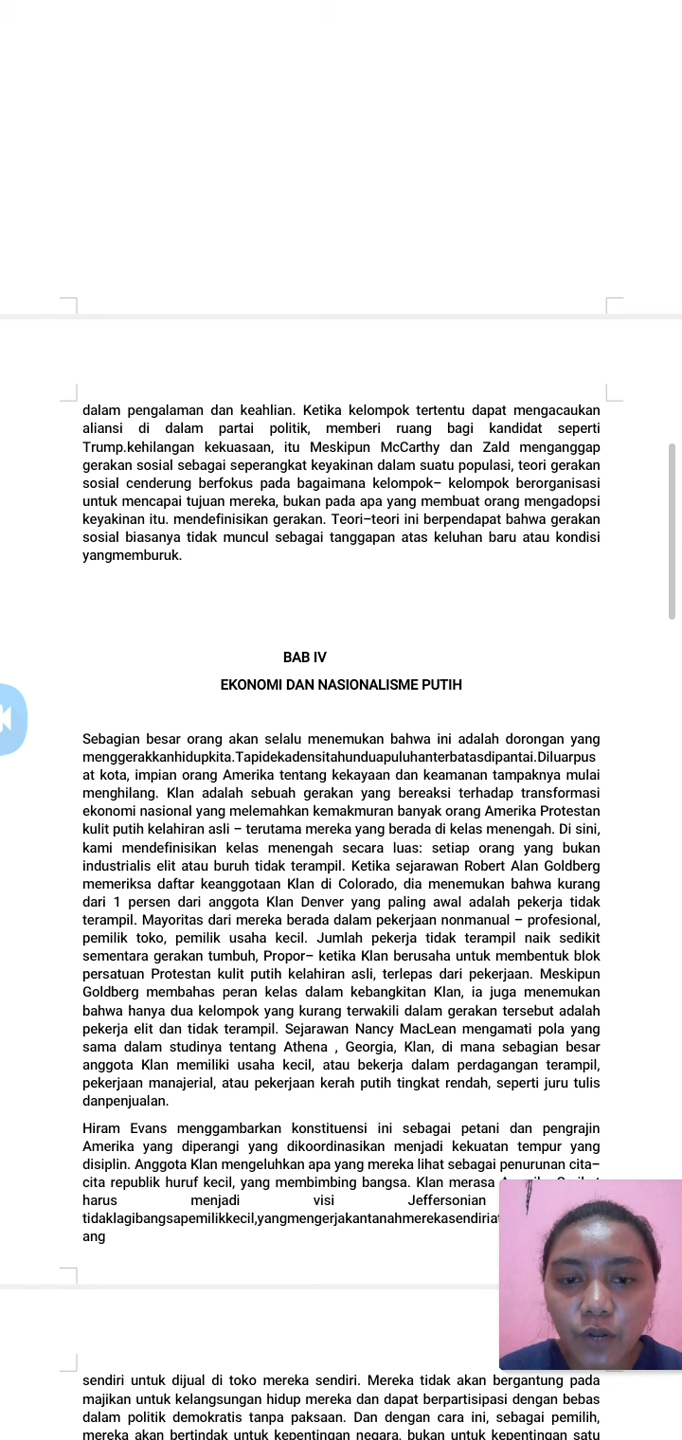 dalam pengalaman dan keahlian. Ketika kelompok tertentu dapat mengacaukan
aliansi di dalam partai politik, memberi ruang bagi kandidat seperti
Trump.kehilangan kekuasaan, itu Meskipun McCarthy dan Zald menganggap
gerakan sosial sebagai seperangkat keyakinan dalam suatu populasi, teori gerakan
sosial cenderung berfokus pada bagaimana kelompok– kelompok berorganisasi
untuk mencapai tujuan mereka, bukan pada apa yang membuat orang mengadopsi
keyakinan itu. mendefinisikan gerakan. Teori–teori ini berpendapat bahwa gerakan
sosial biasanya tidak muncul sebagai tanggapan atas keluhan baru atau kondisi
yangmemburuk.
BAB IV
EKONOMI DAN NASIONALISME PUTIH
Sebagian besar orang akan selalu menemukan bahwa ini adalah dorongan yang
menggerakkanhidupkita.Tapidekadensitahunduapuluhanterbatasdipantai.Diluarpus
at kota, impian orang Amerika tentang kekayaan dan keamanan tampaknya mulai
menghilang. Klan adalah sebuah gerakan yang bereaksi terhadap transformasi
ekonomi nasional yang melemahkan kemakmuran banyak orang Amerika Protestan
kulit putih kelahiran asli – terutama mereka yang berada di kelas menengah. Di sini,
kami mendefinisikan kelas menengah secara luas: setiap orang yang bukan
industrialis elit atau buruh tidak terampil. Ketika sejarawan Robert Alan Goldberg
memeriksa daftar keanggotaan Klan di Colorado, dia menemukan bahwa kurang
dari 1 persen dari anggota Klan Denver yang paling awal adalah pekerja tidak
terampil. Mayoritas dari mereka berada dalam pekerjaan nonmanual – profesional,
pemilik toko, pemilik usaha kecil. Jumlah pekerja tidak terampil naik sedikit
sementara gerakan tumbuh, Propor– ketika Klan berusaha untuk membentuk blok
persatuan Protestan kulit putih kelahiran asli, terlepas dari pekerjaan. Meskipun
Goldberg membahas peran kelas dalam kebangkitan Klan, ia juga menemukan
bahwa hanya dua kelompok yang kurang terwakili dalam gerakan tersebut adalah
pekerja elit dan tidak terampil. Sejarawan Nancy MacLean mengamati pola yang
sama dalam studinya tentang Athena , Georgia, Klan, di mana sebagian besar
anggota Klan memiliki usaha kecil, atau bekerja dalam perdagangan terampil,
pekerjaan manajerial, atau pekerjaan kerah putih tingkat rendah, seperti juru tulis
danpenjualan.
Hiram Evans menggambarkan konstituensi ini sebagai petani dan pengrajin
Amerika yang diperangi yang dikoordinasikan menjadi kekuatan tempur yang
disiplin. Anggota Klan mengeluhkan apa yang mereka lihat sebagai penurunan cita–
cita republik huruf kecil, yang membimbing bangsa. Klan merasa
harus menjadi visi Jeffersonian
tidaklagibangsapemilikkecil,yangmengerjakantanahmerekasendiria
ang
sendiri untuk dijual di toko mereka sendiri. Mereka tidak akan bergantung pada
majikan untuk kelangsungan hidup mereka dan dapat berpartisipasi dengan bebas
dalam politik demokratis tanpa paksaan. Dan dengan cara ini, sebagai pemilih,
mereka akan bertindak untuk kepentingan negara, bukan untuk kepentingan satu